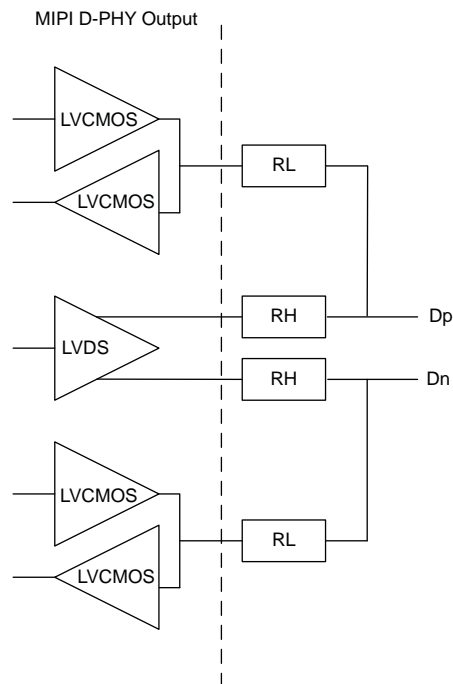 MIPI D-PHY Output
LVCMOS
LVCMOS
RL
RH
Dp
LVDS
RH
Dn
LVCMOS
LVCMOS
RL